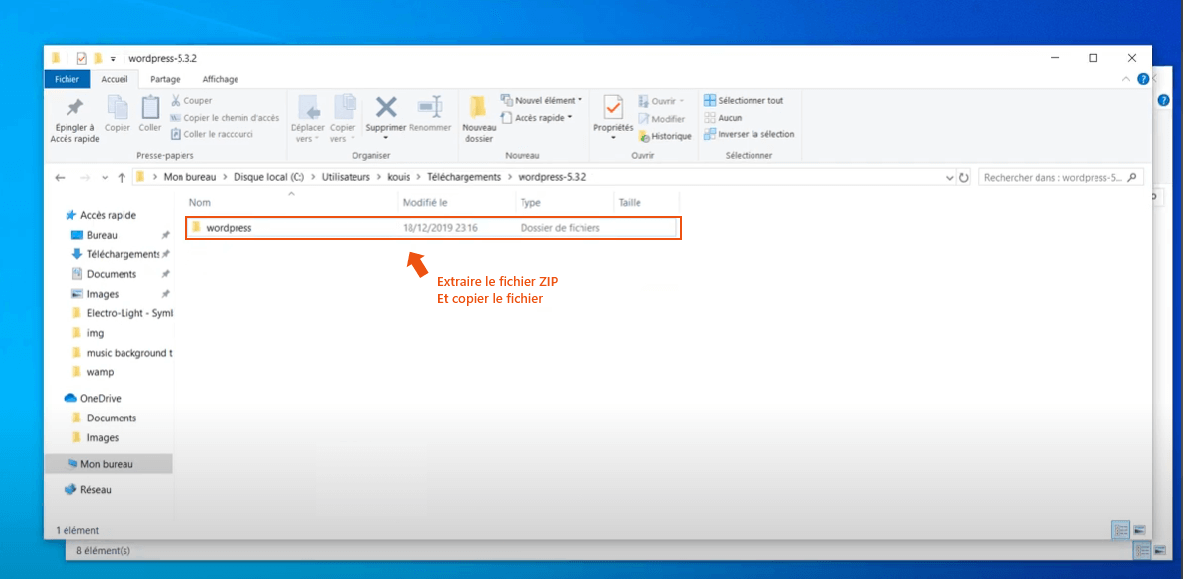 wordpress-5.3.2
Fichier Accueil Partage Affichage
Épingler à Accès rapide
Copier
Coller
Couper
Copier le chemin d'accès
Coller le raccourci
Presse-papiers
Déplacer vers
Copier vers
Supprimer
Renommer
Organiser
Nouveau dossier
Nouvel élément
Accès rapide
Nouveau
Propriétés
Ouvrir
Modifier
Historique
Ouvrir
Sélectionner tout
Aucun
Inverser la sélection
Sélectionner
> Mon bureau > Disque local (C:) > Utilisateurs > kouis > Téléchargements > wordpress-5.3.2
Rechercher dans : wordpress-5...
Nom Modifié le Type Taille
wordpress 18/12/2019 23:16 Dossier de fichiers
Extraire le fichier ZIP
Et copier le fichier
Accès rapide
Bureau
Téléchargements
Documents
Images
Electro-Light - Syml
img
music background t
wamp
OneDrive
Documents
Images
Mon bureau
Réseau
1 élément
8 élément(s)